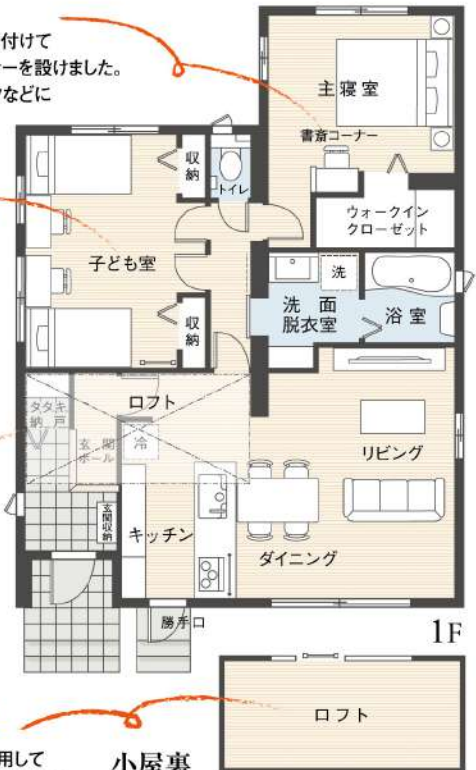 付けて
ーを設けました。
などに
主寝室
書斎コーナー
収納
トイレ
ウォークイン
クローゼット
子ども室
洗
洗面
脱衣室
浴室
収納
ロフト
タタキ
納戸
玄関
ホール
冷
リビング
玄関収納
キッチン
ダイニング
勝手口
1F
ロフト
用して
小屋裏